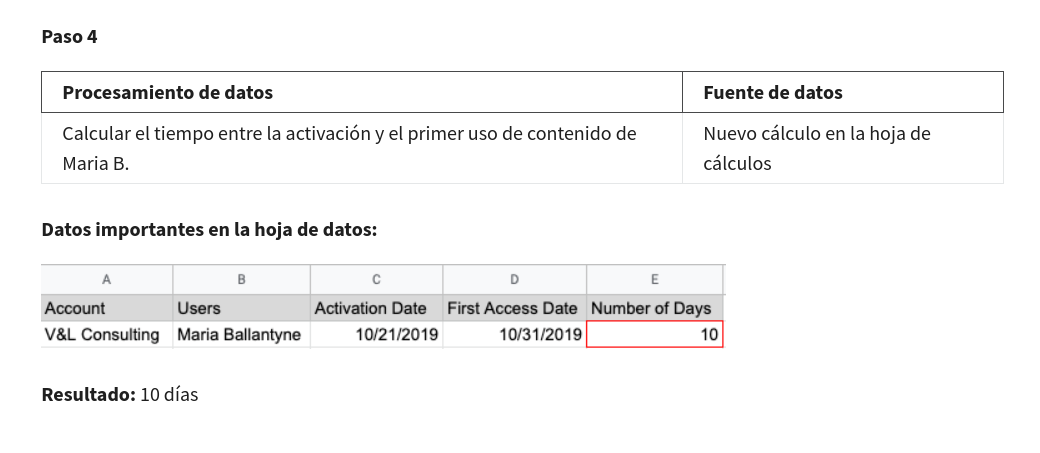 Paso 4
Procesamiento de datos
Fuente de datos
Calcular el tiempo entre la activación y el primer uso de contenido de
Maria B.
Nuevo cálculo en la hoja de
cálculos
Datos importantes en la hoja de datos:
A B C D E
Account Users Activation Date First Access Date Number of Days
V&L Consulting Maria Ballantyne 10/21/2019 10/31/2019 10
Resultado: 10 días